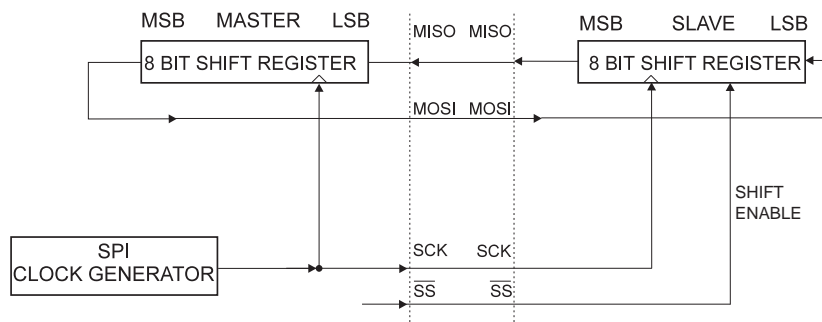 MSB MASTER LSB
MISO MISO
MSB SLAVE LSB
8 BIT SHIFT REGISTER
8 BIT SHIFT REGISTER
MOSI MOSI
SHIFT
ENABLE
SPI
CLOCK GENERATOR
SCK SCK
SS SS